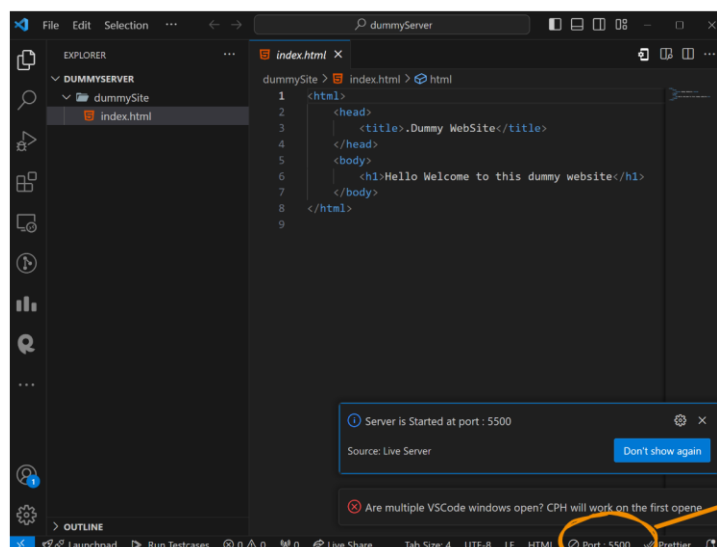 File Edit Selection ··· dummyServer
EXPLORER ···
index.html
DUMMYSERVER
dummySite
index.html
dummySite > index.html > html
1 <html>
2 <head>
3 <title>.Dummy WebSite</title>
4 </head>
5 <body>
6 <h1>Hello Welcome to this dummy website</h1>
7 </body>
8 </html>
9
Server is Started at port : 5500
Source: Live Server
Don't show again
Are multiple VSCode windows open? CPH will work on the first opene
1
OUTLINE
Launchpad Run Testcases 0 0 0 Live Share Tab Size: 4 UTF-8 LF HTML Port : 5500 Prettier